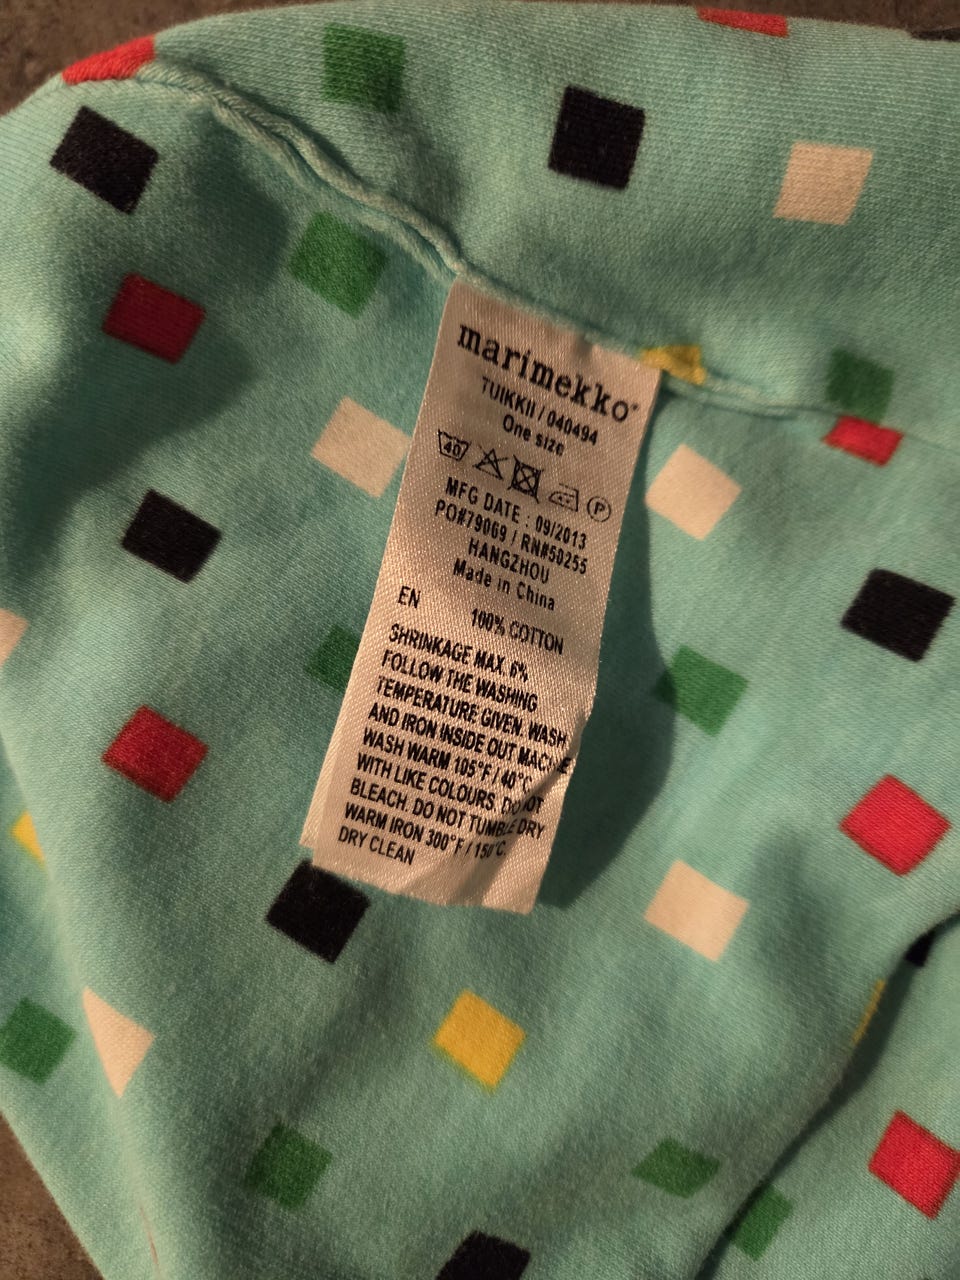 marimekko®
TUIKKII / 040494
One size
40 P
MFG DATE : 09/2013
PO#79069 / RN#50255
HANGZHOU
Made in China
EN 100% COTTON
SHRINKAGE MAX. 6%
FOLLOW THE WASHING
TEMPERATURE GIVEN. WASH
AND IRON INSIDE OUT MACHINE
WASH WARM 105°F / 40°C
WITH LIKE COLOURS. DO NOT
BLEACH. DO NOT TUMBLE DRY
WARM IRON 300°F / 150°C.
DRY CLEAN